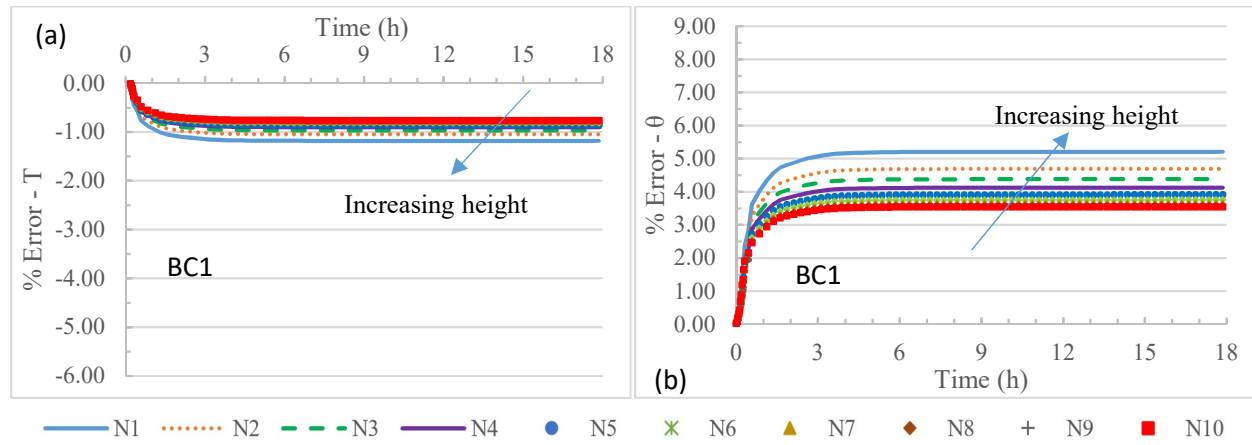 (a)
Time (h)
0 3 6 9 12 15 18
0.00
-1.00
-2.00
-3.00
-4.00
-5.00
-6.00
% Error - T
Increasing height
BC1
9.00
8.00
7.00
6.00
5.00
4.00
3.00
2.00
1.00
0.00
% Error - θ
Increasing height
BC1
0 3 6 9 12 15 18
(b)
Time (h)
N1 N2 N3 N4 N5 N6 N7 N8 N9 N10